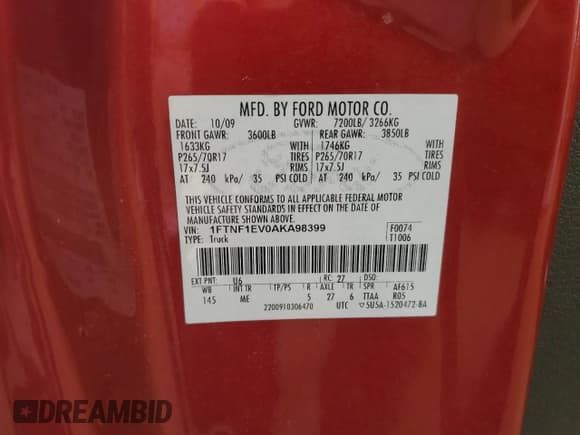 MFD. BY FORD MOTOR CO.
DATE: 10/09 GVWR: 7200LB/ 3266KG
FRONT GAWR: 3600LB REAR GAWR: 3850LB
1633KG WITH 1746KG WITH
P265/70R17 TIRES P265/70R17 TIRES
17x7.5J RIMS 17x7.5J RIMS
AT 240 kPa/ 35 PSI COLD AT 240 kPa/ 35 PSI COLD
THIS VEHICLE CONFORMS TO ALL APPLICABLE FEDERAL MOTOR
VEHICLE SAFETY STANDARDS IN EFFECT ON THE DATE OF
MANUFACTURE SHOWN ABOVE.
VIN: 1FTNF1EV0AKA98399 F0074
TYPE: Truck T1006
EXT PNT: U6 RC: 27 DSO:
WB INT TR TP/PS R AXLE TR SPR AF615
145 ME 5 27 6 TTAA R05
2200910306470 UTC ▽5U5A-1520472-BA
DREAMBID